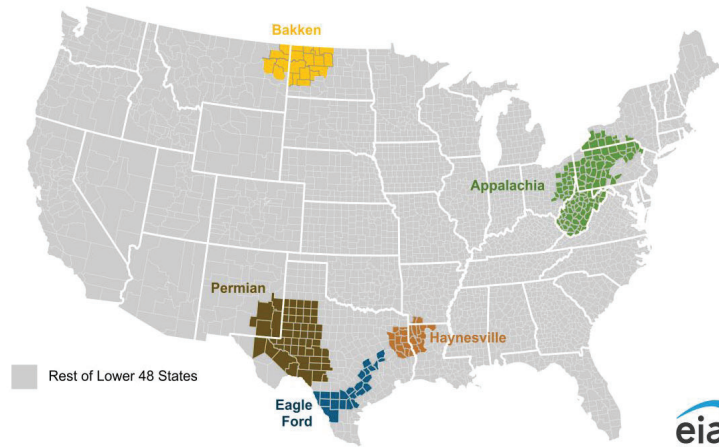 Bakken
Appalachia
Permian
Haynesville
Rest of Lower 48 States
Eagle
Ford
eia